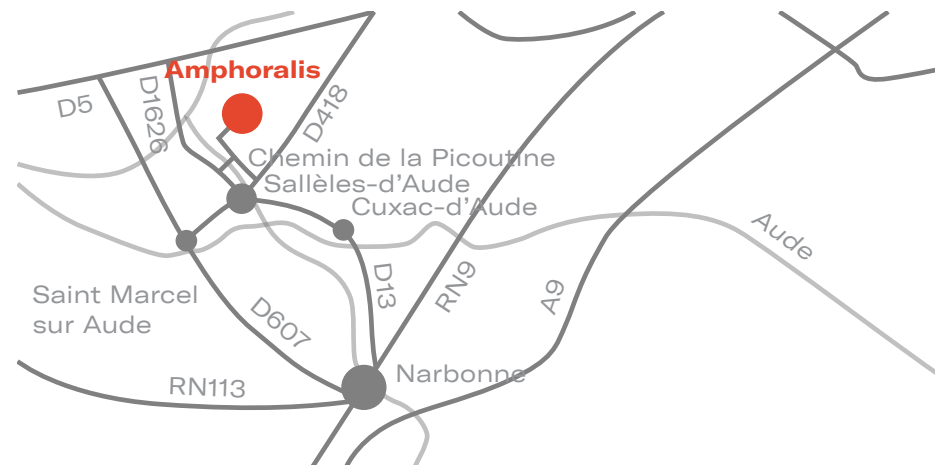 Amphoralis
D5
D1626
D418
Chemin de la Picoutine
Sallèles-d'Aude
Cuxac-d'Aude
Aude
D13
RN9
A9
Saint Marcel
sur Aude
D607
Narbonne
RN113